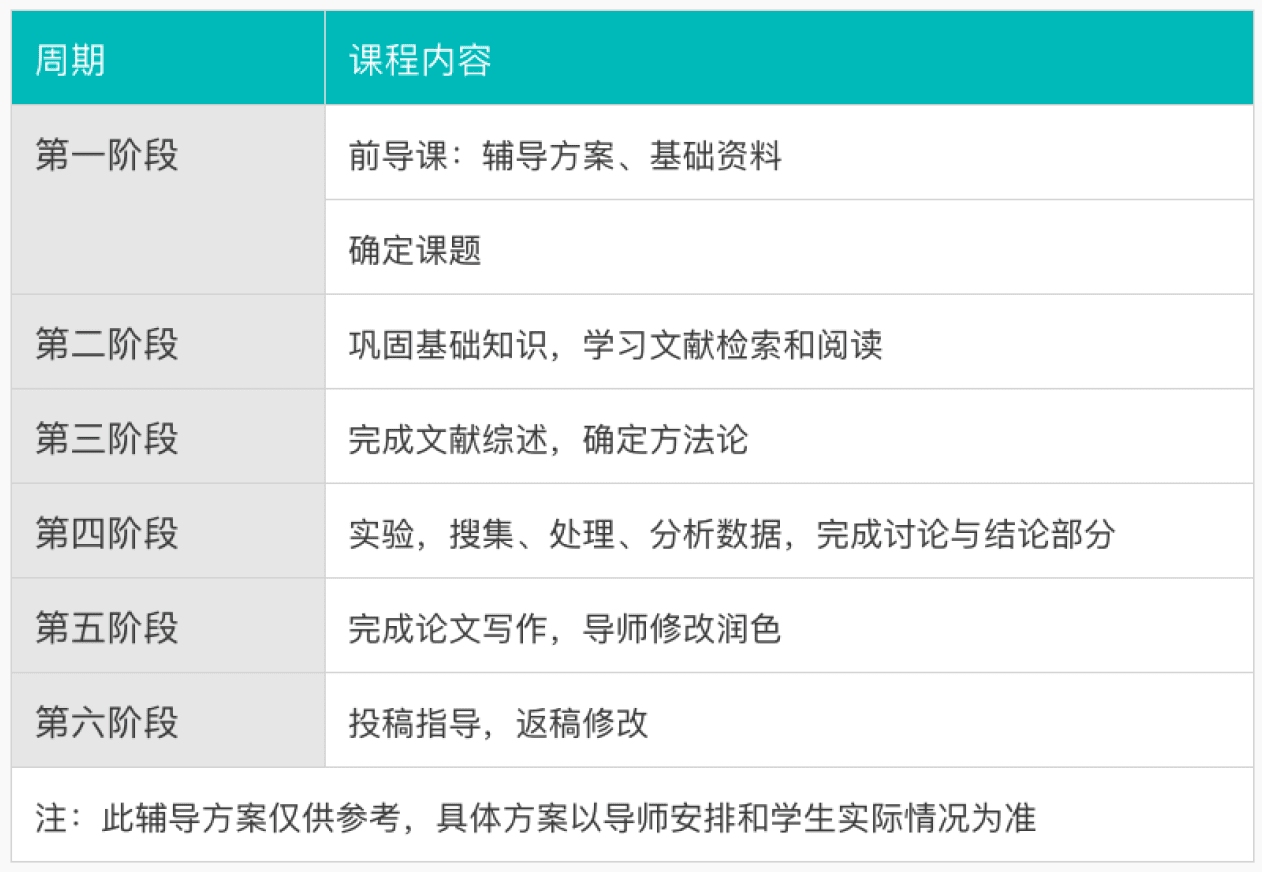 周期 课程内容
第一阶段 前导课：辅导方案、基础资料
确定课题
第二阶段 巩固基础知识，学习文献检索和阅读
第三阶段 完成文献综述，确定方法论
第四阶段 实验，搜集、处理、分析数据，完成讨论与结论部分
第五阶段 完成论文写作，导师修改润色
第六阶段 投稿指导，返稿修改
注：此辅导方案仅供参考，具体方案以导师安排和学生实际情况为准